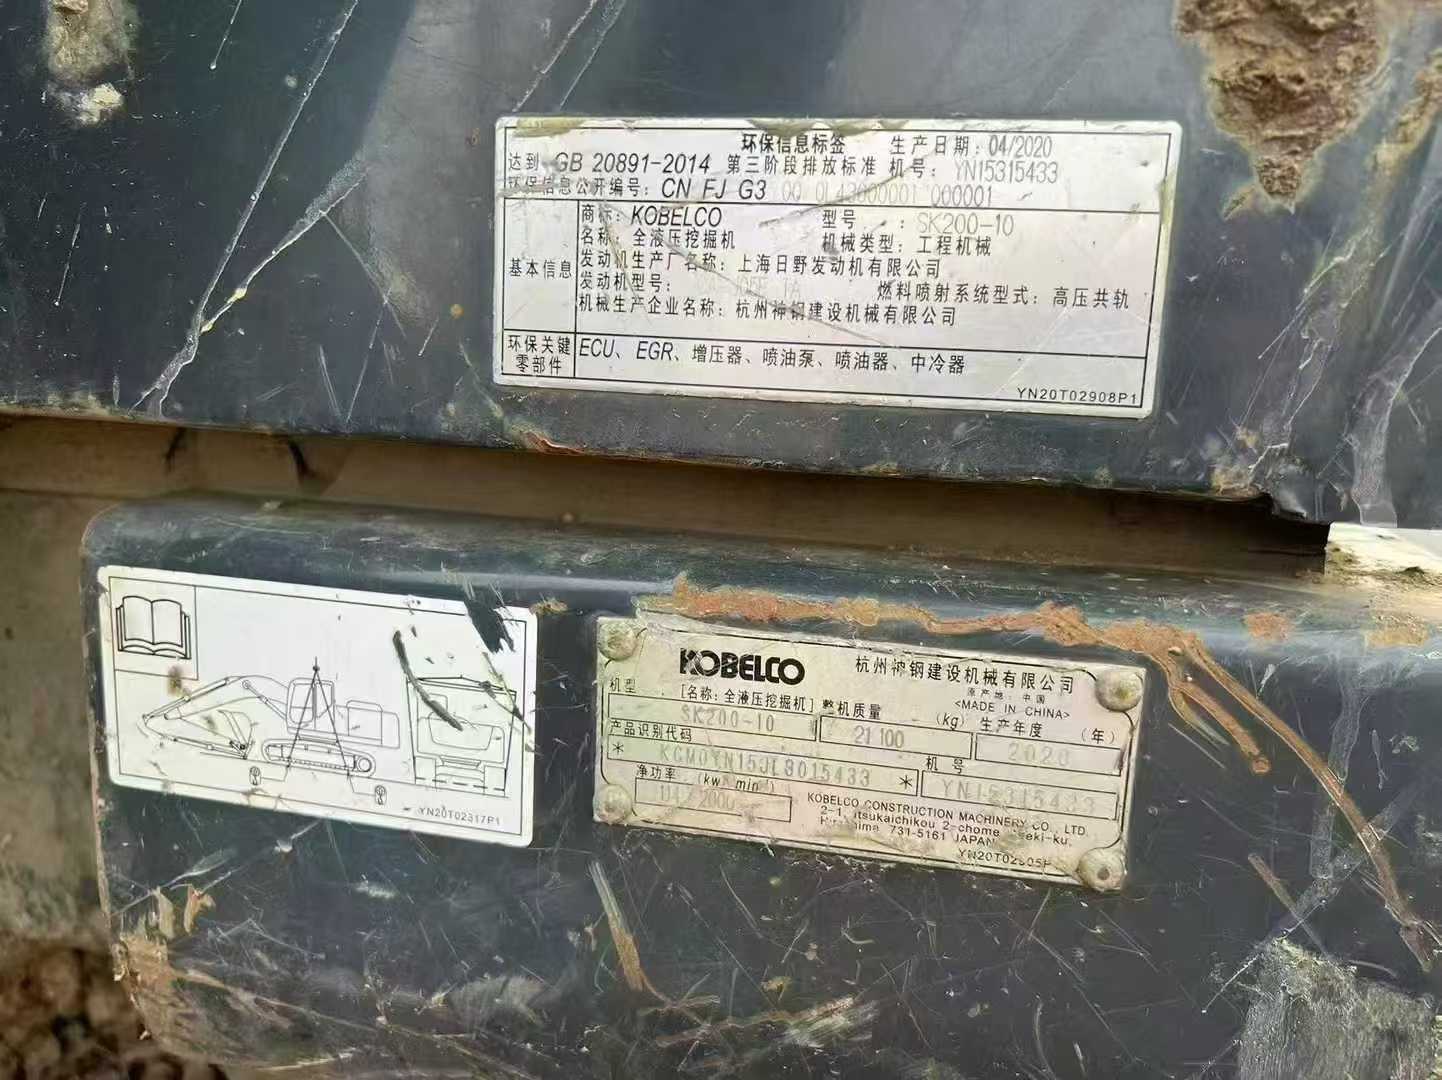 环保信息标签 生产日期: 04/2020
达到 GB 20891-2014 第三阶段排放标准 机号: YN15315433
环保信息公开编号: CN FJ G3 000001
商标: KOBELCO 型号 : SK200-10
名称: 全液压挖掘机 机械类型: 工程机械
基本信息
发动机生产厂名称: 上海日野发动机有限公司
发动机型号: 燃料喷射系统型式: 高压共轨
机械生产企业名称: 杭州神钢建设机械有限公司
环保关键零部件
ECU、EGR、增压器、喷油泵、喷油器、中冷器
YN20T02908P1
YN20T02317P1
KOBELCO 杭州神钢建设机械有限公司
原产地: 中国
<MADE IN CHINA>
机型 [名称: 全液压挖掘机] 整机质量 (kg) 生产年度 (年)
SK200-10 21100 2020
产品识别代码 机号
* KCM0YN15JL3015433 * YN15315433
净功率 (kw/min⁻¹)
2000
KOBELCO CONSTRUCTION MACHINERY CO., LTD.
2-1, Itsukaichikou 2-chome
731-5161 JAPAN